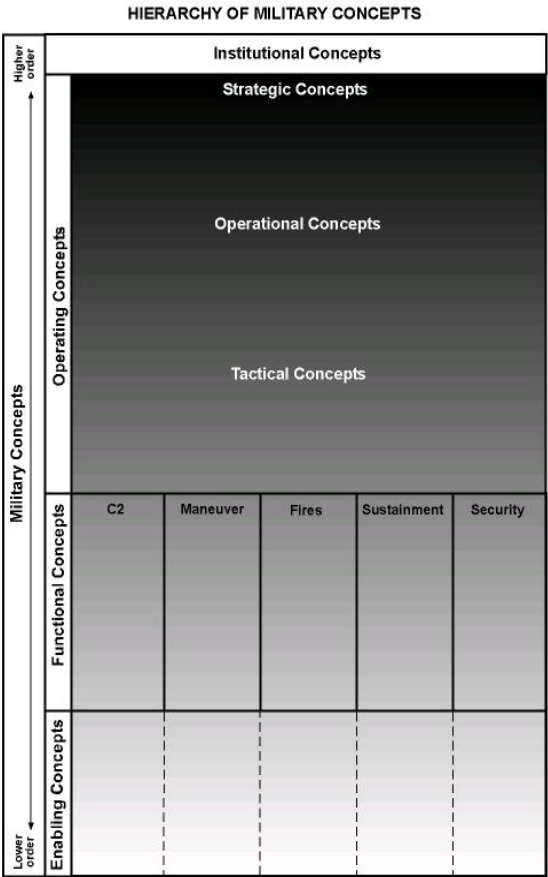 HIERARCHY OF MILITARY CONCEPTS
Higher
order
Institutional Concepts
Strategic Concepts
Operational Concepts
Tactical Concepts
Operating Concepts
Military Concepts
C2
Maneuver
Fires
Sustainment
Security
Functional Concepts
Enabling Concepts
Lower
order